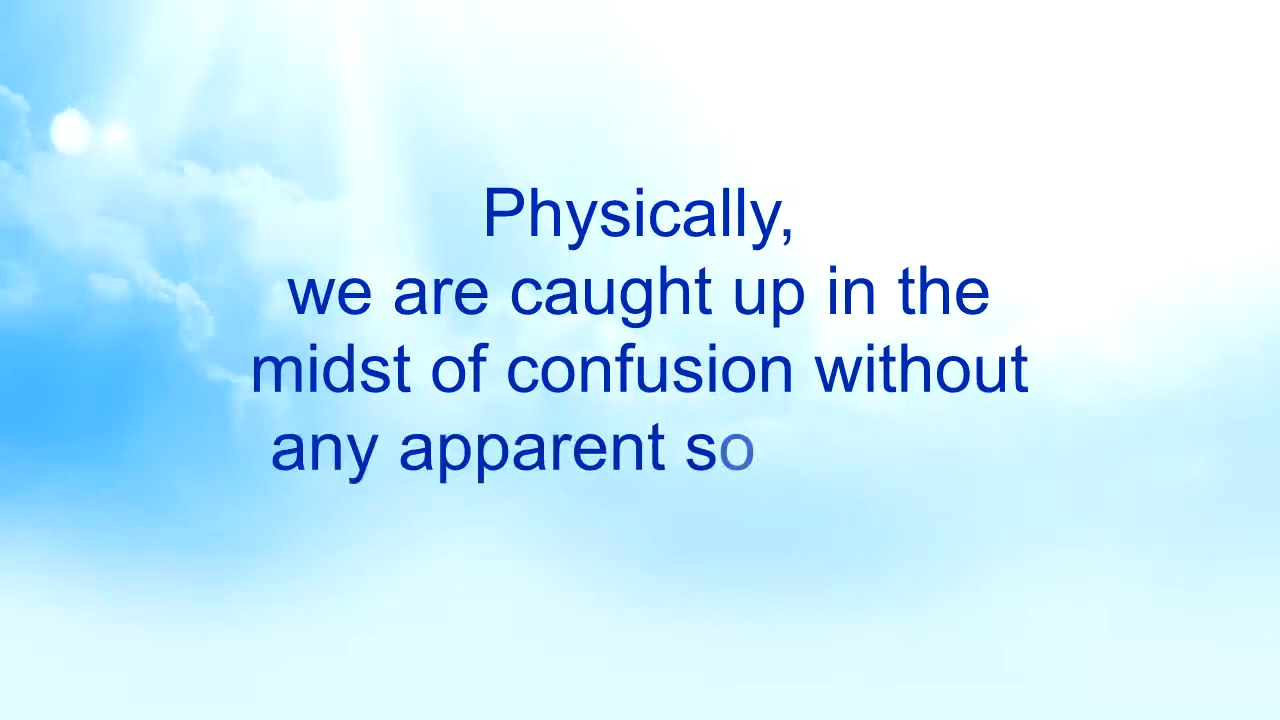 Physically,
we are caught up in the
midst of confusion without
any apparent so